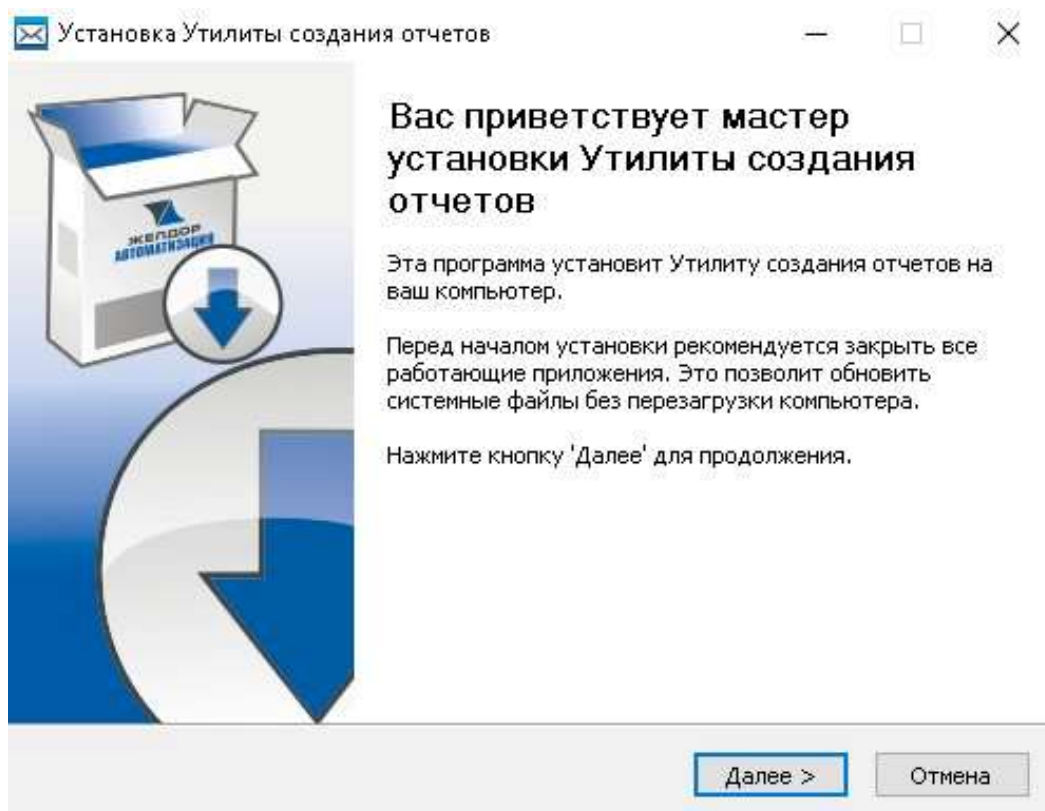 Установка Утилиты создания отчетов
Вас приветствует мастер
установки Утилиты создания
отчетов
ЖЕЛДОР
АВТОМАТИЗАЦИЯ
Эта программа установит Утилиту создания отчетов на
ваш компьютер.
Перед началом установки рекомендуется закрыть все
работающие приложения. Это позволит обновить
системные файлы без перезагрузки компьютера.
Нажмите кнопку 'Далее' для продолжения.
Далее >
Отмена